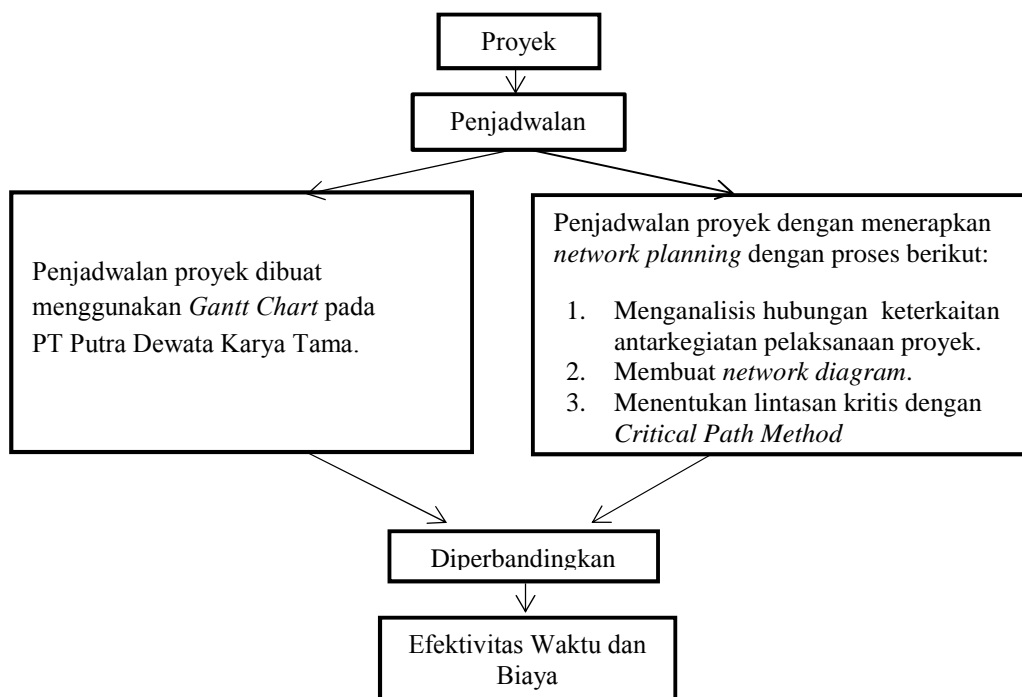 Proyek
Penjadwalan
Penjadwalan proyek dibuat
menggunakan Gantt Chart pada
PT Putra Dewata Karya Tama.
Penjadwalan proyek dengan menerapkan
network planning dengan proses berikut:
1. Menganalisis hubungan keterkaitan
antarkegiatan pelaksanaan proyek.
2. Membuat network diagram.
3. Menentukan lintasan kritis dengan
Critical Path Method
Diperbandingkan
Efektivitas Waktu dan
Biaya